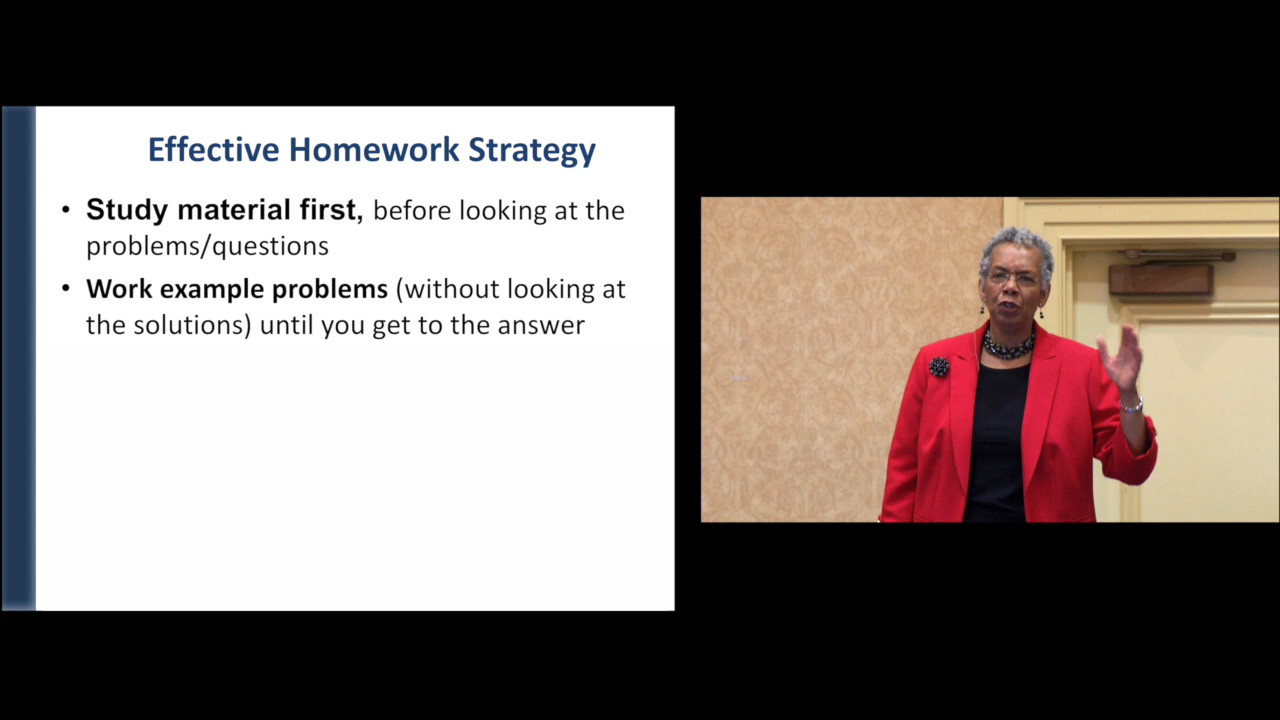 Effective Homework Strategy
• Study material first, before looking at the
problems/questions
• Work example problems (without looking at
the solutions) until you get to the answer